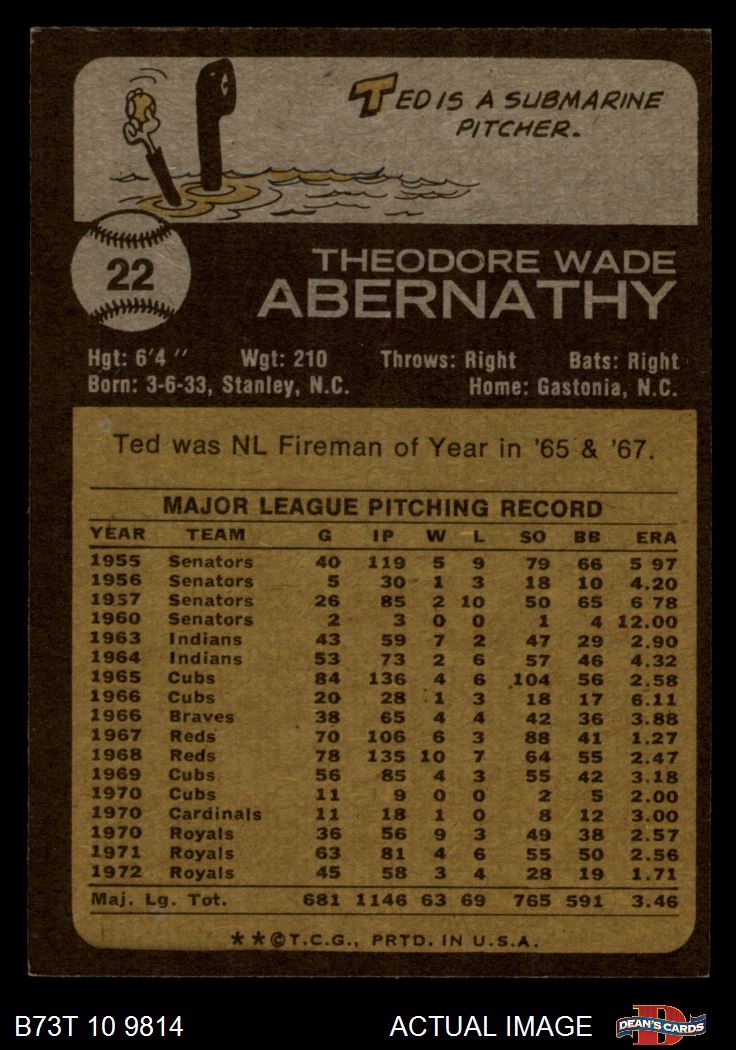 TED IS A SUBMARINE
PITCHER.
22
THEODORE WADE
ABERNATHY
Hgt: 6'4" Wgt: 210 Throws: Right Bats: Right
Born: 3-6-33, Stanley, N.C. Home: Gastonia, N.C.
Ted was NL Fireman of Year in '65 & '67.
MAJOR LEAGUE PITCHING RECORD
YEAR TEAM G IP W L SO BB ERA
1955 Senators 40 119 5 9 79 66 5 97
1956 Senators 5 30 1 3 18 10 4.20
1957 Senators 26 85 2 10 50 65 6 78
1960 Senators 2 3 0 0 1 4 12.00
1963 Indians 43 59 7 2 47 29 2.90
1964 Indians 53 73 2 6 57 46 4.32
1965 Cubs 84 136 4 6 104 56 2.58
1966 Cubs 20 28 1 3 18 17 6.11
1966 Braves 38 65 4 4 42 36 3.88
1967 Reds 70 106 6 3 88 41 1.27
1968 Reds 78 135 10 7 64 55 2.47
1969 Cubs 56 85 4 3 55 42 3.18
1970 Cubs 11 9 0 0 2 5 2.00
1970 Cardinals 11 18 1 0 8 12 3.00
1970 Royals 36 56 9 3 49 38 2.57
1971 Royals 63 81 4 6 55 50 2.56
1972 Royals 45 58 3 4 28 19 1.71
Maj. Lg. Tot. 681 1146 63 69 765 591 3.46
**©T.C.G., PRTD. IN U.S.A.
B73T 10 9814 ACTUAL IMAGE D DEAN'S CARDS